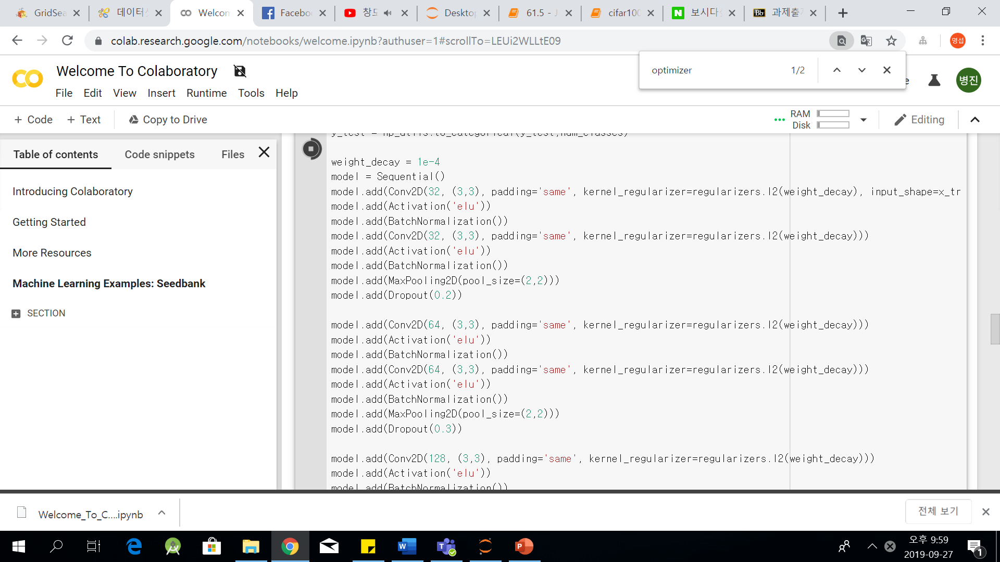 GridSea
데이터
Welcom
Facebo
창도
Desktop
61.5 - J
cifar100
보시다
과제출
colab.research.google.com/notebooks/welcome.ipynb?authuser=1#scrollTo=LEUi2WLLtE09
명섭
optimizer
1/2
Welcome To Colaboratory
병진
File Edit View Insert Runtime Tools Help
+ Code + Text Copy to Drive
RAM
Disk
Editing
Table of contents Code snippets Files
Introducing Colaboratory
Getting Started
More Resources
Machine Learning Examples: Seedbank
SECTION
y_test = np_utils.to_categorical(y_test,num_classes)
weight_decay = 1e-4
model = Sequential()
model.add(Conv2D(32, (3,3), padding='same', kernel_regularizer=regularizers.l2(weight_decay), input_shape=x_tr
model.add(Activation('elu'))
model.add(BatchNormalization())
model.add(Conv2D(32, (3,3), padding='same', kernel_regularizer=regularizers.l2(weight_decay)))
model.add(Activation('elu'))
model.add(BatchNormalization())
model.add(MaxPooling2D(pool_size=(2,2)))
model.add(Dropout(0.2))
model.add(Conv2D(64, (3,3), padding='same', kernel_regularizer=regularizers.l2(weight_decay)))
model.add(Activation('elu'))
model.add(BatchNormalization())
model.add(Conv2D(64, (3,3), padding='same', kernel_regularizer=regularizers.l2(weight_decay)))
model.add(Activation('elu'))
model.add(BatchNormalization())
model.add(MaxPooling2D(pool_size=(2,2)))
model.add(Dropout(0.3))
model.add(Conv2D(128, (3,3), padding='same', kernel_regularizer=regularizers.l2(weight_decay)))
model.add(Activation('elu'))
model.add(BatchNormalization())
Welcome_To_C....ipynb
전체 보기
오후 9:59
2019-09-27
1